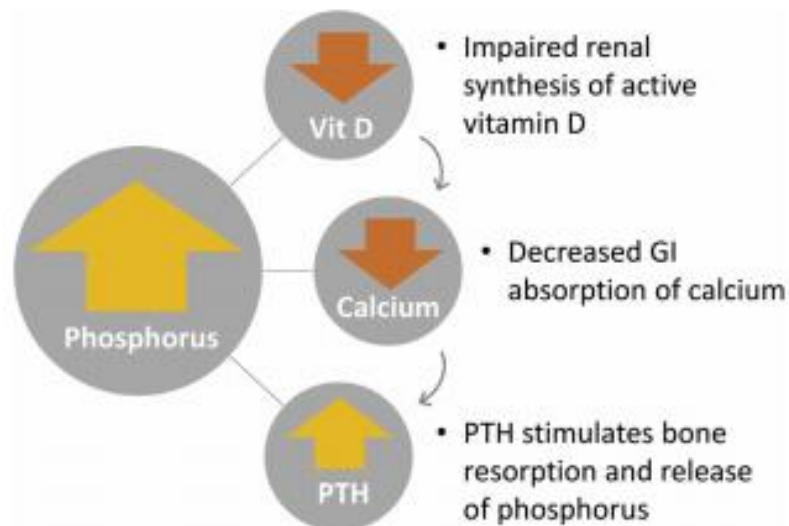 • Impaired renal
synthesis of active
vitamin D
Vit D
Phosphorus
Calcium
• Decreased GI
absorption of calcium
PTH
• PTH stimulates bone
resorption and release
of phosphorus